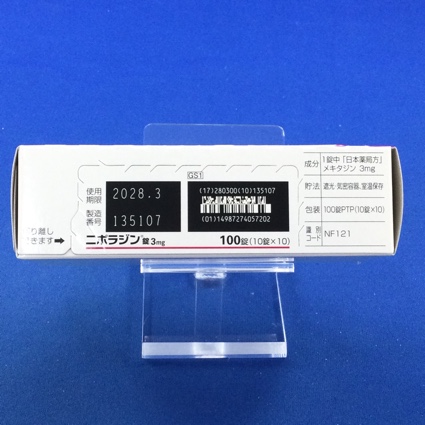 GS1
使用
期限
2028.3
製造
番号
135107
(17)280300(10)135107
(01)14987274057202
ニポラジン錠3mg
100錠(10錠×10)
り離し
きます→
成分
1錠中「日本薬局方」
メキタジン 3mg
貯法
遮光・気密容器、室温保存
包装
100錠PTP(10錠×10)
識別
コード
NF121